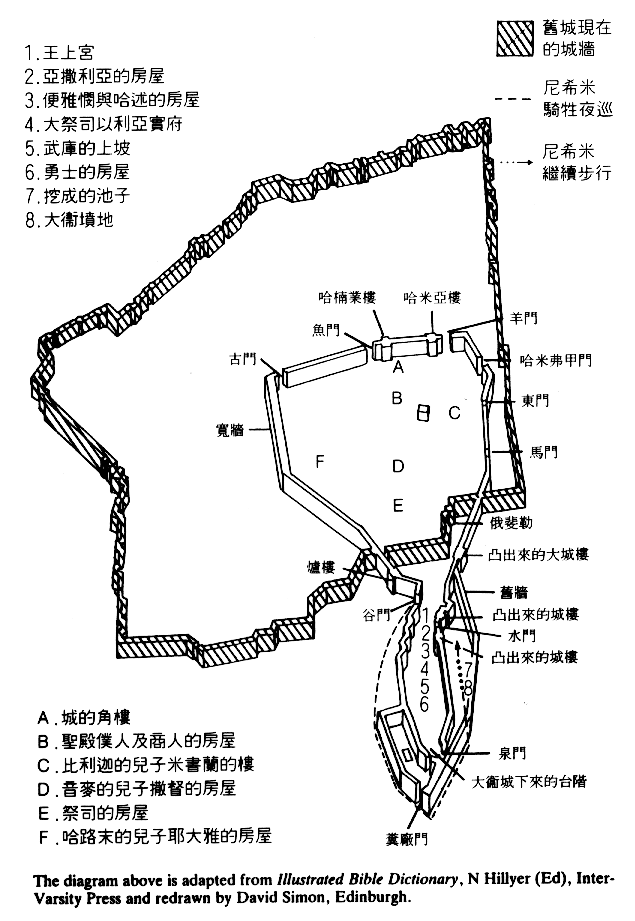 1.王上宮
2.亞撒利亞的房屋
3.便雅憫與哈述的房屋
4.大祭司以利亞實府
5.武庫的上坡
6.勇士的房屋
7.挖成的池子
8.大衞墳地
舊城現在
的城牆
尼希米
騎牲夜巡
尼希米
繼續步行
哈楠業樓
哈米亞樓
羊門
魚門
古門
哈米弗甲門
A
東門
B
C
寬牆
馬門
F
D
E
俄斐勒
凸出來的大城樓
爐樓
舊牆
谷門
1
凸出來的城樓
2
水門
3
凸出來的城樓
4
7
5
8
6
泉門
大衞城下來的台階
糞廠門
A.城的角樓
B.聖殿僕人及商人的房屋
C.比利迦的兒子米書蘭的樓
D.音麥的兒子撒督的房屋
E.祭司的房屋
F.哈路末的兒子耶大雅的房屋
The diagram above is adapted from Illustrated Bible Dictionary, N Hillyer (Ed), Inter-
Varsity Press and redrawn by David Simon, Edinburgh.